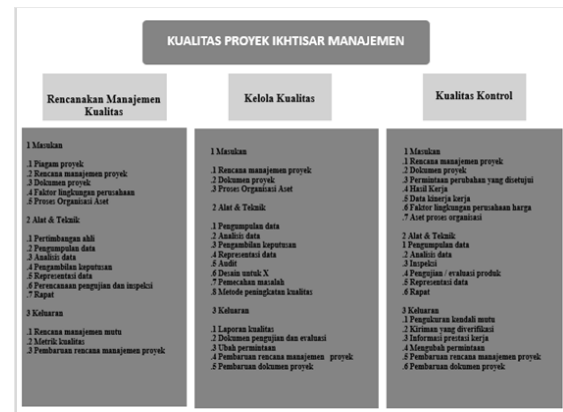 KUALITAS PROYEK IKHTISAR MANAJEMEN
Rencanakan Manajemen
Kualitas
1 Masukan
.1 Piagam proyek
.2 Rencana manajemen proyek
.3 Dokumen proyek
.4 Faktor lingkungan perusahaan
.5 Proses Organisasi Aset
2 Alat & Teknik
.1 Pertimbangan ahli
.2 Pengumpulan data
.3 Analisis data
.4 Pengambilan keputusan
.5 Representasi data
.6 Perencanaan pengujian dan inspeksi
.7 Rapat
3 Keluaran
.1 Rencana manajemen mutu
.2 Metrik kualitas
.3 Pembaruan rencana manajemen proyek
Kelola Kualitas
1 Masukan
.1 Rencana manajemen proyek
.2 Dokumen proyek
.3 Proses Organisasi Aset
2 Alat & Teknik
.1 Pengumpulan data
.2 Analisis data
.3 Pengambilan keputusan
.4 Representasi data
.5 Audit
.6 Desain untuk X
.7 Pemecahan masalah
.8 Metode peningkatan kualitas
3 Keluaran
.1 Laporan kualitas
.2 Dokumen pengujian dan evaluasi
.3 Ubah permintaan
.4 Pembaruan rencana manajemen proyek
.5 Pembaruan dokumen proyek
Kualitas Kontrol
1 Masukan
.1 Rencana manajemen proyek
.2 Dokumen proyek
.3 Permintaan perubahan yang disetujui
.4 Hasil Kerja
.5 Data kinerja kerja
.6 Faktor lingkungan perusahaan harga
.7 Aset proses organisasi
2 Alat & Teknik
1 Pengumpulan data
.2 Analisis data
.3 Inspeksi
.4 Pengujian / evaluasi produk
.5 Representasi data
.6 Rapat
3 Keluaran
.1 Pengukuran kendali mutu
.2 Kiriman yang diverifikasi
.3 Informasi prestasi kerja
.4 Mengubah permintaan
.5 Pembaruan rencana manajemen proyek
.6 Pembaruan dokumen proyek